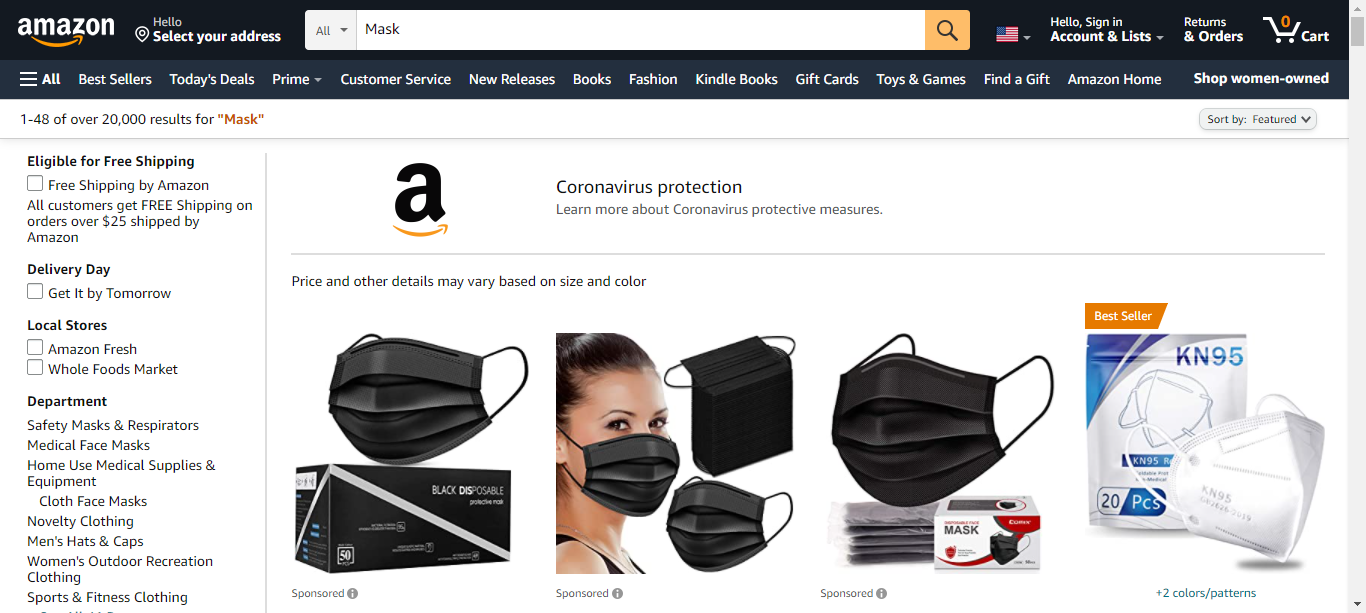 amazon
Hello
Select your address
All
Mask
Hello, Sign in
Account & Lists
Returns
& Orders
0
Cart
All
Best Sellers
Today's Deals
Prime
Customer Service
New Releases
Books
Fashion
Kindle Books
Gift Cards
Toys & Games
Find a Gift
Amazon Home
Shop women-owned
1-48 of over 20,000 results for "Mask"
Sort by: Featured
Eligible for Free Shipping
Free Shipping by Amazon
All customers get FREE Shipping on
orders over $25 shipped by
Amazon
Delivery Day
Get It by Tomorrow
Local Stores
Amazon Fresh
Whole Foods Market
Department
Safety Masks & Respirators
Medical Face Masks
Home Use Medical Supplies &
Equipment
Cloth Face Masks
Novelty Clothing
Men's Hats & Caps
Women's Outdoor Recreation
Clothing
Sports & Fitness Clothing
a
Coronavirus protection
Learn more about Coronavirus protective measures.
Price and other details may vary based on size and color
BLACK DISPOSABLE
protective mask
50
PCS
Sponsored
Sponsored
DISPOSABLE FACE
MASK
Sponsored
Best Seller
KN95
KN95
20 Pcs
KN95
+2 colors/patterns